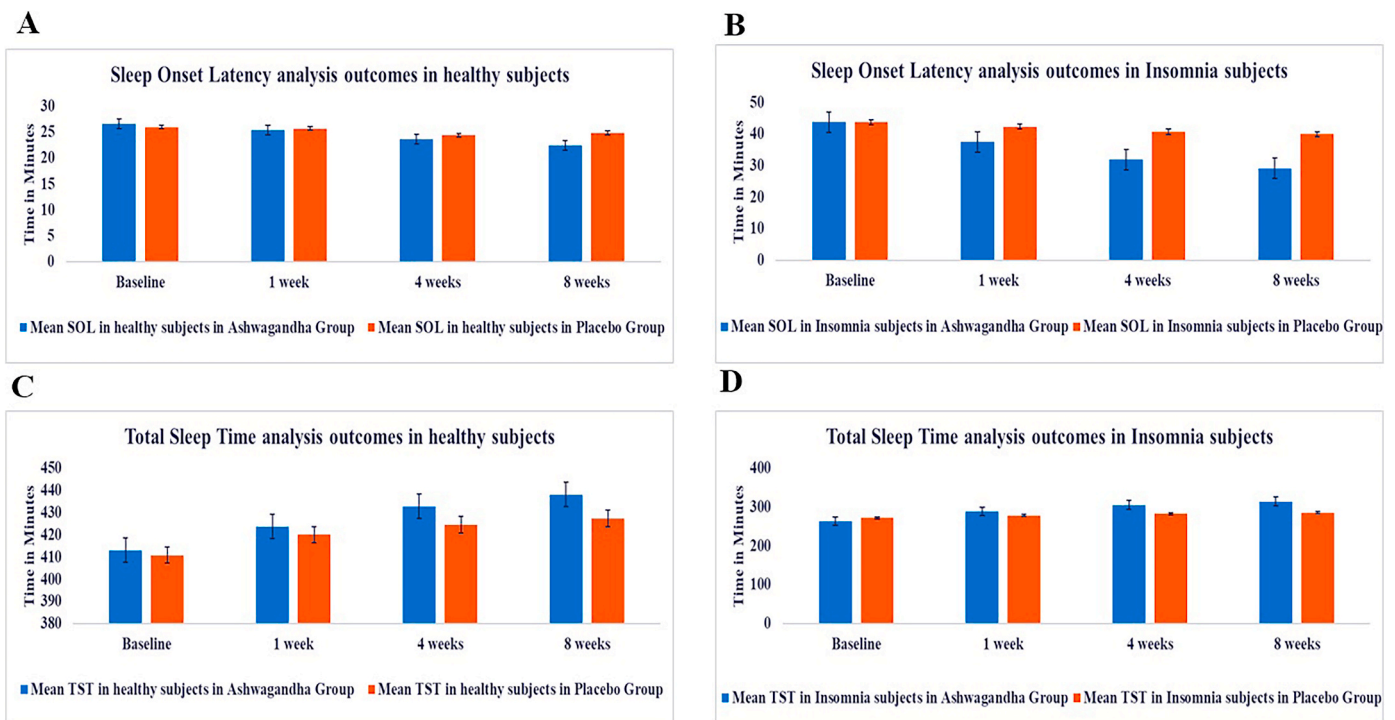 A
Sleep Onset Latency analysis outcomes in healthy subjects
Time in Minutes
30
25
20
15
10
5
0
Baseline
1 week
4 weeks
8 weeks
Mean SOL in healthy subjects in Ashwagandha Group
Mean SOL in healthy subjects in Placebo Group
B
Sleep Onset Latency analysis outcomes in Insomnia subjects
Time in Minutes
50
40
30
20
10
0
Baseline
1 week
4 weeks
8 weeks
Mean SOL in Insomnia subjects in Ashwagandha Group
Mean SOL in Insomnia subjects in Placebo Group
C
Total Sleep Time analysis outcomes in healthy subjects
Time in Minutes
450
440
430
420
410
400
390
380
Baseline
1 week
4 weeks
8 weeks
Mean TST in healthy subjects in Ashwagandha Group
Mean TST in healthy subjects in Placebo Group
D
Total Sleep Time analysis outcomes in Insomnia subjects
Time in Minutes
400
300
200
100
0
Baseline
1 week
4 weeks
8 weeks
Mean TST in Insomnia subjects in Ashwagandha Group
Mean TST in Insomnia subjects in Placebo Group